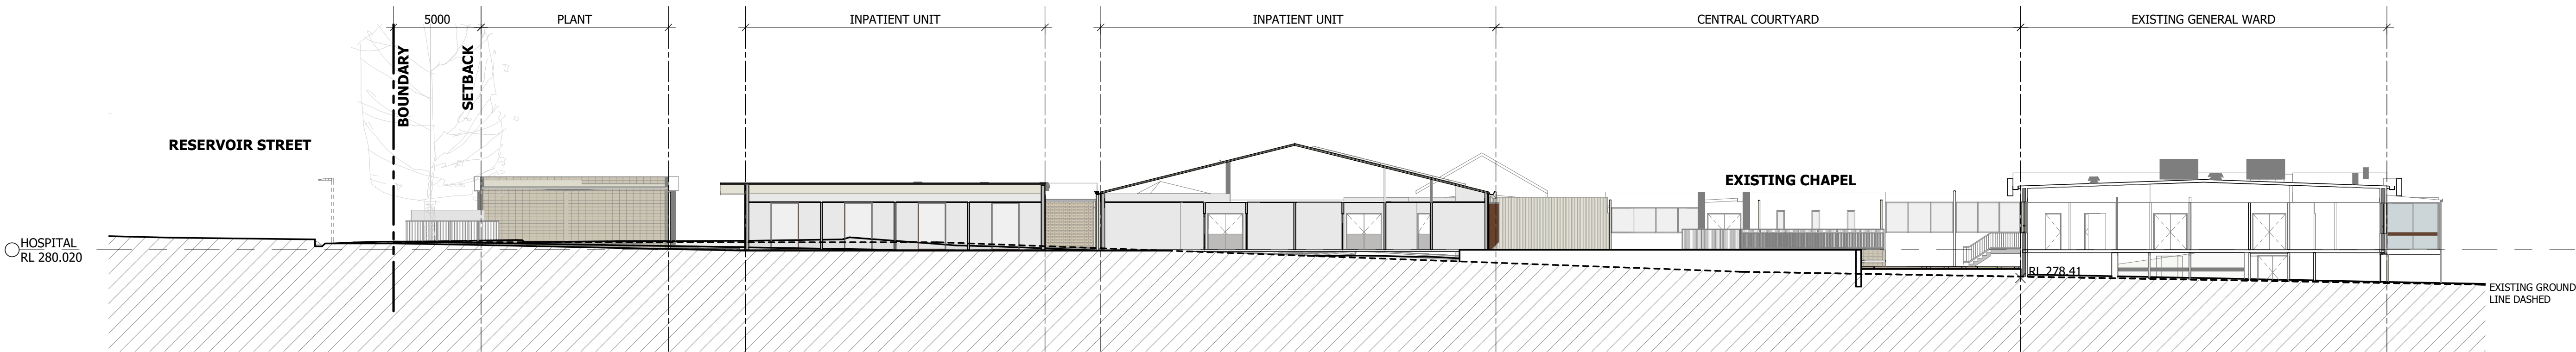 5000
PLANT
INPATIENT UNIT
INPATIENT UNIT
CENTRAL COURTYARD
EXISTING GENERAL WARD
BOUNDARY
SETBACK
RESERVOIR STREET
EXISTING CHAPEL
HOSPITAL
RL 280.020
RL 278.41
EXISTING GROUND
LINE DASHED